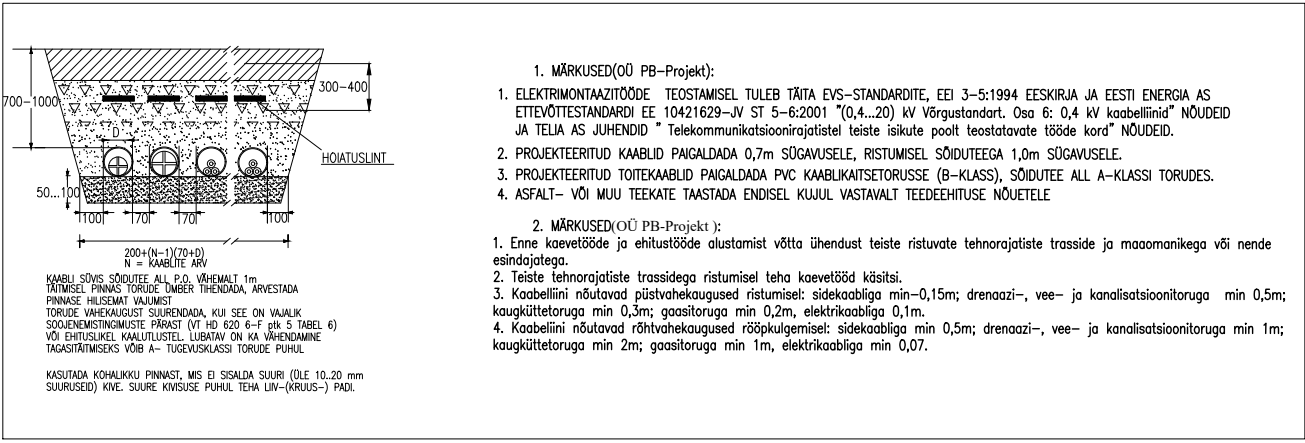 300-400
700-1000
D
HOIATUSLINT
50...100
100
70
70
100
200+(N-1)(70+D)
N = KAABLITE ARV
KAABLI SÜVIS SÕIDUTEE ALL P.O. VÄHEMALT 1m
TÄITMISEL PINNAS TORUDE ÜMBER TIHENDADA, ARVESTADA
PINNASE HILISEMAT VAJUMIST
TORUDE VAHEKAUGUST SUURENDADA, KUI SEE ON VAJALIK
SOOJENEMISTINGIMUSTE PÄRAST (VT HD 620 6-F ptk 5 TABEL 6)
VÕI EHITUSLIKEL KAALUTLUSTEL. LUBATAV ON KA VÄHENDAMINE
TAGASITÄITMISEKS VÕIB A- TUGEVUSKLASSI TORUDE PUHUL
KASUTADA KOHALIKKU PINNAST, MIS EI SISALDA SUURI (ÜLE 10..20 mm
SUURUSEID) KIVE. SUURE KIVISUSE PUHUL TEHA LIIV-(KRUUS-) PADI.
1. MÄRKUSED(OÜ PB-Projekt):
1. ELEKTRIMONTAAZITÖÖDE TEOSTAMISEL TULEB TÄITA EVS-STANDARDITE, EEI 3-5:1994 EESKIRJA JA EESTI ENERGIA AS
ETTEVÕTTESTANDARDI EE 10421629-JV ST 5-6:2001 "(0,4...20) kV Võrgustandart. Osa 6: 0,4 kV kaabelliinid" NÕUDEID
JA TELIA AS JUHENDID " Telekommunikatsioonirajatistel teiste isikute poolt teostatavate tööde kord" NÕUDEID.
2. PROJEKTEERITUD KAABLID PAIGALDADA 0,7m SÜGAVUSELE, RISTUMISEL SÕIDUTEEGA 1,0m SÜGAVUSELE.
3. PROJEKTEERITUD TOITEKAABLID PAIGALDADA PVC KAABLIKAITSETORUSSE (B-KLASS), SÕIDUTEE ALL A-KLASSI TORUDES.
4. ASFALT- VÕI MUU TEEKATE TAASTADA ENDISEL KUJUL VASTAVALT TEEDEEHITUSE NÕUETELE
2. MÄRKUSED(OÜ PB-Projekt ):
1. Enne kaevetööde ja ehitustööde alustamist võtta ühendust teiste ristuvate tehnorajatiste trasside ja maaomanikega või nende
esindajatega.
2. Teiste tehnorajatiste trassidega ristumisel teha kaevetööd käsitsi.
3. Kaabelliini nõutavad püstvahekaugused ristumisel: sidekaabliga min-0,15m; drenaazi-, vee- ja kanalisatsioonitoruga min 0,5m;
kaugküttetoruga min 0,3m; gaasitoruga min 0,2m, elektrikaabliga 0,1m.
4. Kaabeliini nõutavad rõhtvahekaugused rööpkulgemisel: sidekaabliga min 0,5m; drenaazi-, vee- ja kanalisatsioonitoruga min 1m;
kaugküttetoruga min 2m; gaasitoruga min 1m, elektrikaabliga min 0,07.